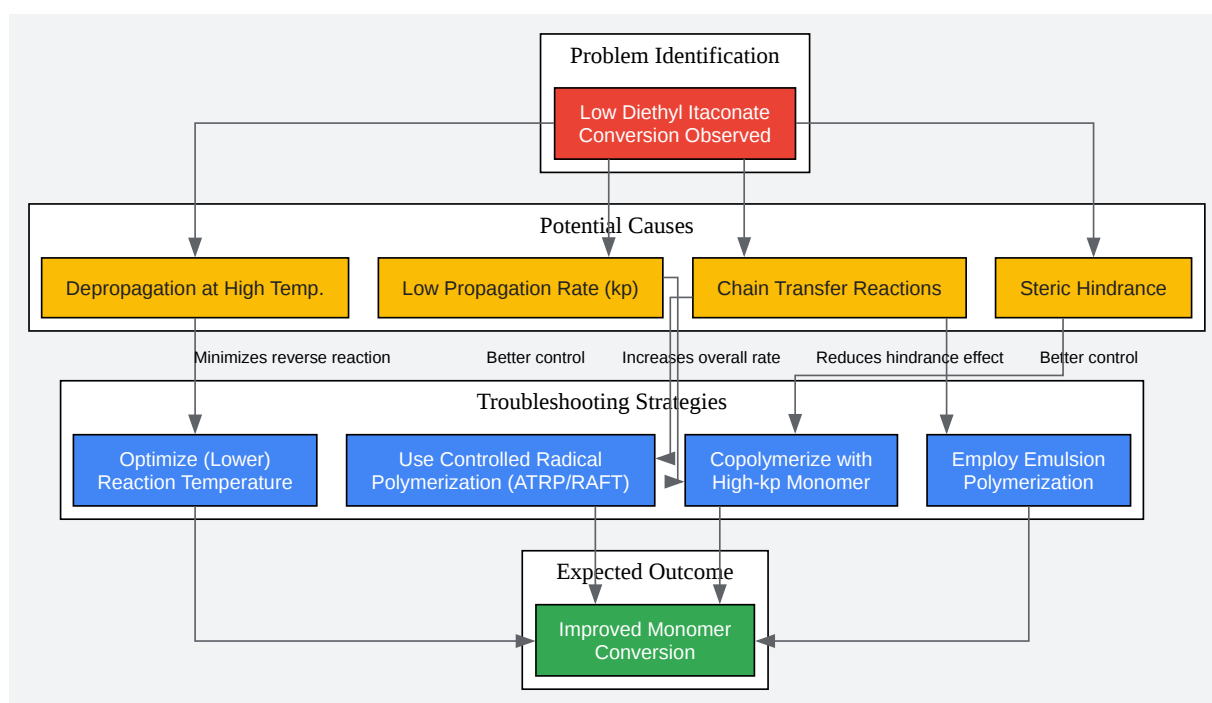 Problem Identification
Low Diethyl Itaconate
Conversion Observed
Potential Causes
Depropagation at High Temp.
Low Propagation Rate (kp)
Chain Transfer Reactions
Steric Hindrance
Minimizes reverse reaction
Better control
Increases overall rate
Reduces hindrance effect
Better control
Troubleshooting Strategies
Optimize (Lower)
Reaction Temperature
Use Controlled Radical
Polymerization (ATRP/RAFT)
Copolymerize with
High-kp Monomer
Employ Emulsion
Polymerization
Expected Outcome
Improved Monomer
Conversion